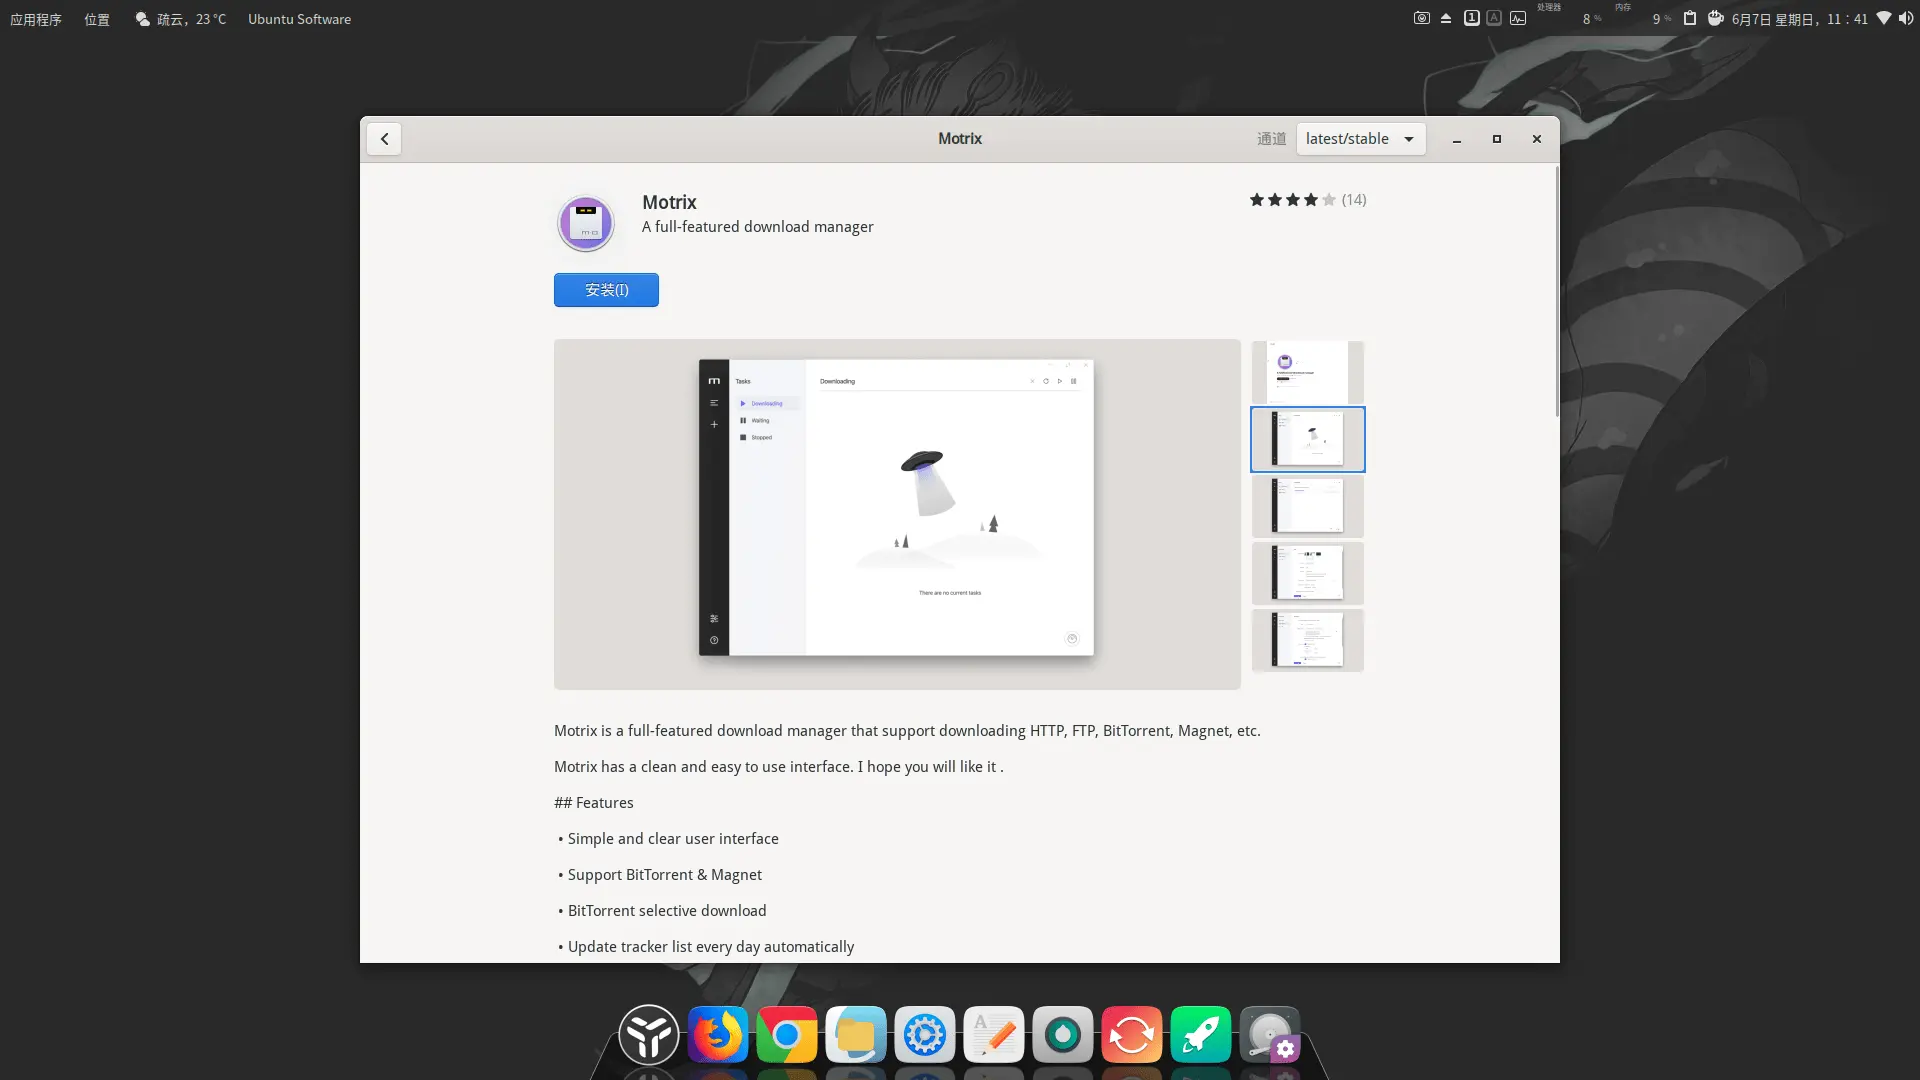 应用程序 位置 疏云，23 °C Ubuntu Software 1 A 处理器 8 % 内存 9 % 6月7日 星期日，11：41
Motrix 通道 latest/stable
Motrix
(14)
A full-featured download manager
安装(I)
m
Tasks
Downloading
Downloading
Waiting
Stopped
There are no current tasks
Motrix is a full-featured download manager that support downloading HTTP, FTP, BitTorrent, Magnet, etc.
Motrix has a clean and easy to use interface. I hope you will like it .
## Features
• Simple and clear user interface
• Support BitTorrent & Magnet
• BitTorrent selective download
• Update tracker list every day automatically